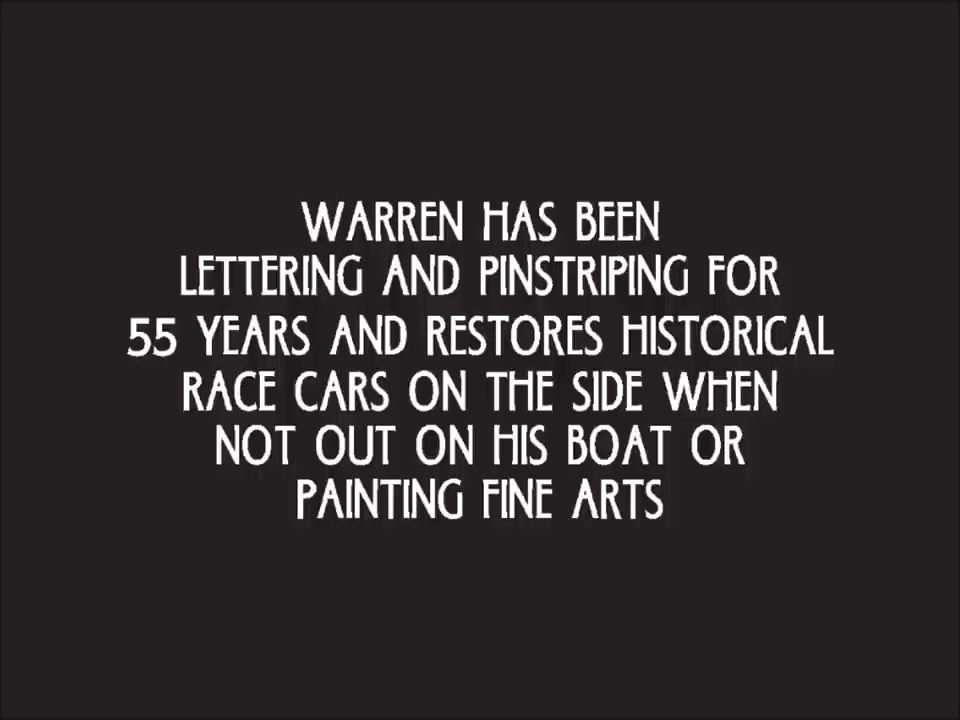 WARREN HAS BEEN
LETTERING AND PINSTRIPING FOR
55 YEARS AND RESTORES HISTORICAL
RACE CARS ON THE SIDE WHEN
NOT OUT ON HIS BOAT OR
PAINTING FINE ARTS